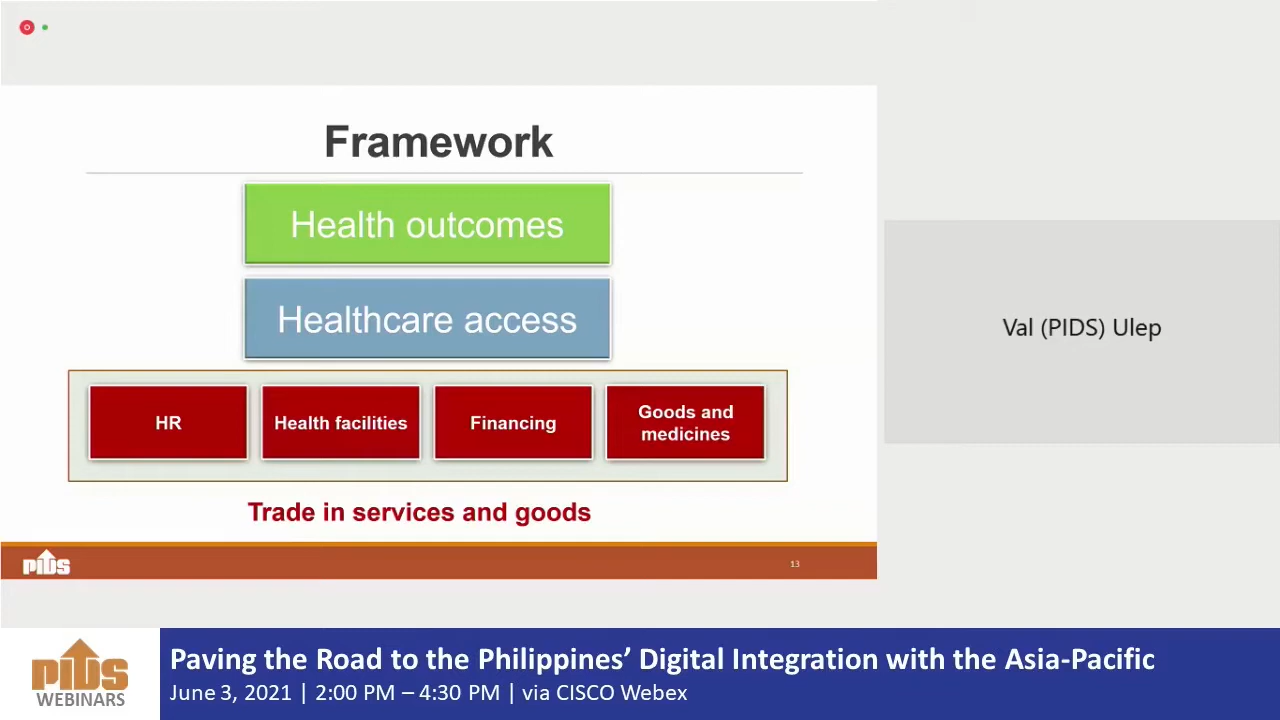 Framework
Health outcomes
Healthcare access
HR
Health facilities
Financing
Goods and
medicines
Trade in services and goods
PIDS
13
Val (PIDS) Ulep
PIDS
WEBINARS
Paving the Road to the Philippines’ Digital Integration with the Asia-Pacific
June 3, 2021 | 2:00 PM – 4:30 PM | via CISCO Webex